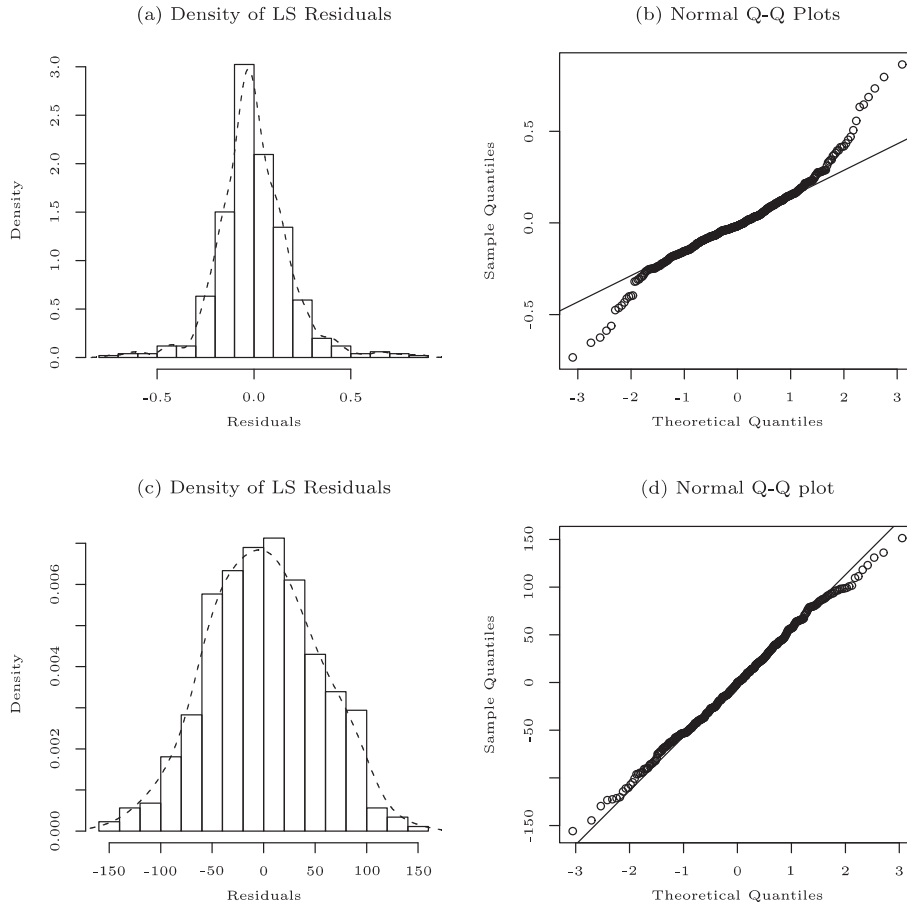 (a) Density of LS Residuals
Density
0.0 0.5 1.0 1.5 2.0 2.5 3.0
-0.5 0.0 0.5
Residuals
(b) Normal Q-Q Plots
Sample Quantiles
-0.5 0.0 0.5
-3 -2 -1 0 1 2 3
Theoretical Quantiles
(c) Density of LS Residuals
Density
0.000 0.002 0.004 0.006
-150 -100 -50 0 50 100 150
Residuals
(d) Normal Q-Q plot
Sample Quantiles
-150 -50 0 50 100 150
-3 -2 -1 0 1 2 3
Theoretical Quantiles